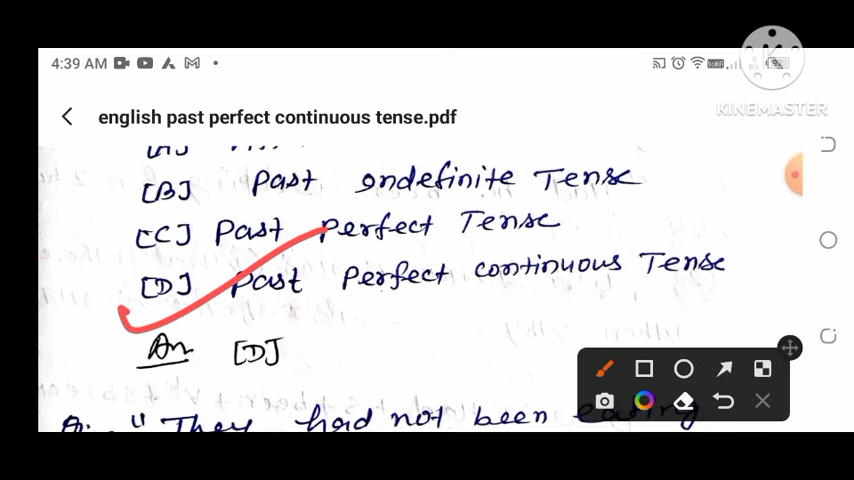 4:39 AM
KINEMASTER
english past perfect continuous tense.pdf
[B] Past ondefinite Tense
[C] Past Perfect Tense
[D] Past Perfect continuous Tense
An [D]
"They had not been eating